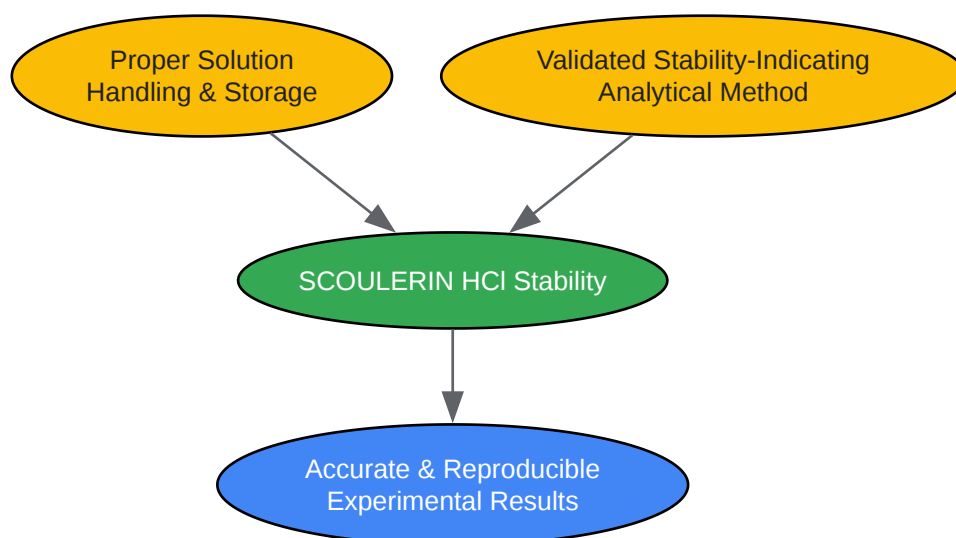 Proper Solution
Handling & Storage
Validated Stability-Indicating
Analytical Method
SCOULERIN HCl Stability
Accurate & Reproducible
Experimental Results